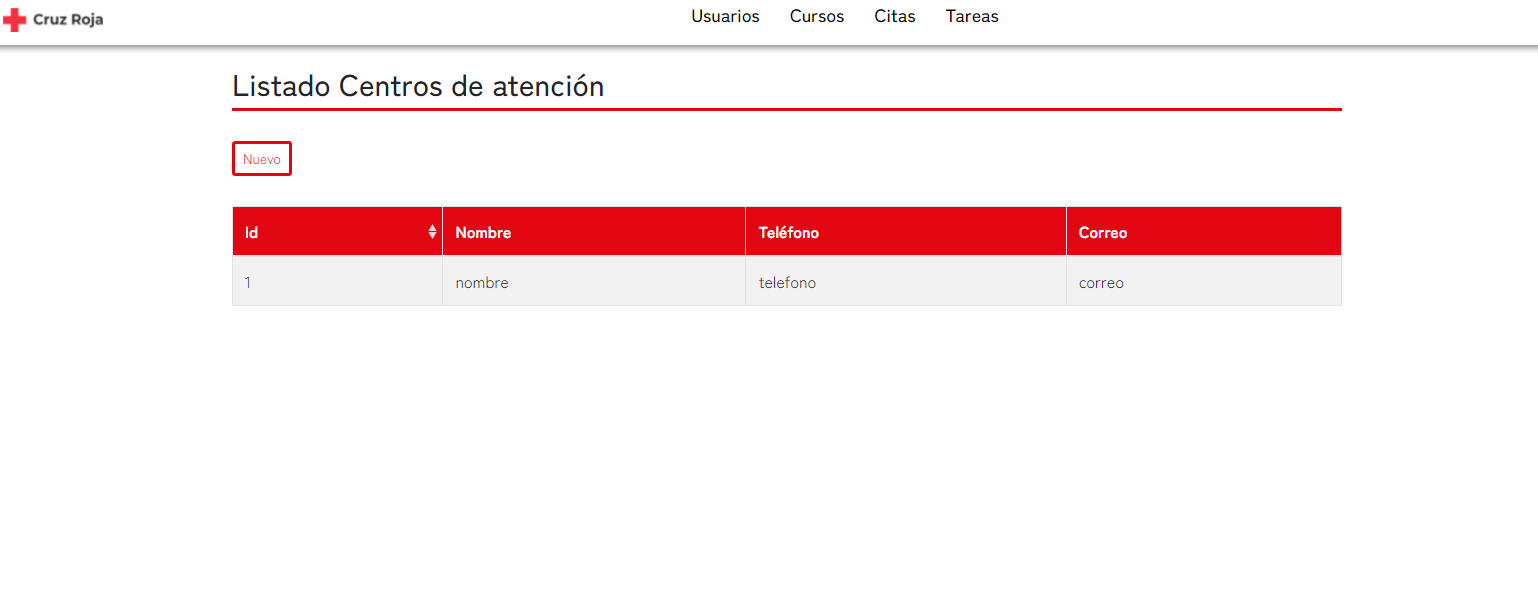 Cruz Roja
Usuarios Cursos Citas Tareas
Listado Centros de atención
Nuevo
Id Nombre Teléfono Correo
1 nombre telefono correo